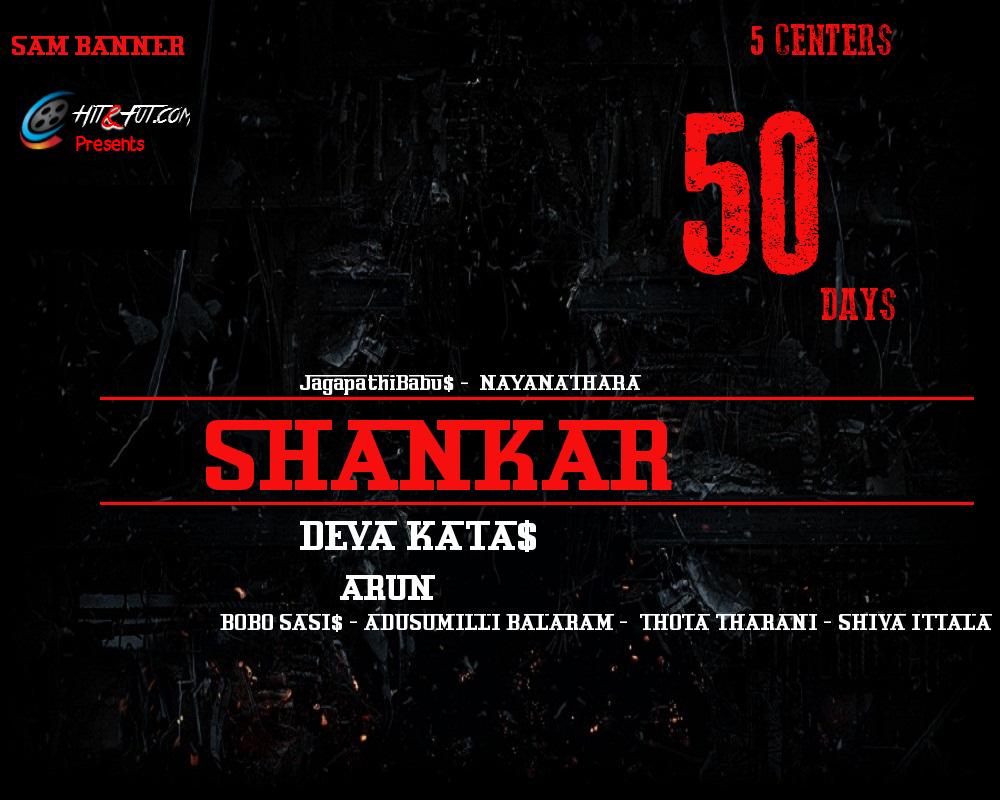 SAM BANNER
5 CENTERS
HIT&FUT.COM
Presents
50
DAYS
JagapathiBabu$ - NAYANATHARA
SHANKAR
DEVA KATA$
ARUN
BOBO SASI$ - ADUSUMILLI BALARAM - THOTA THARANI - SHIVA ITTALA